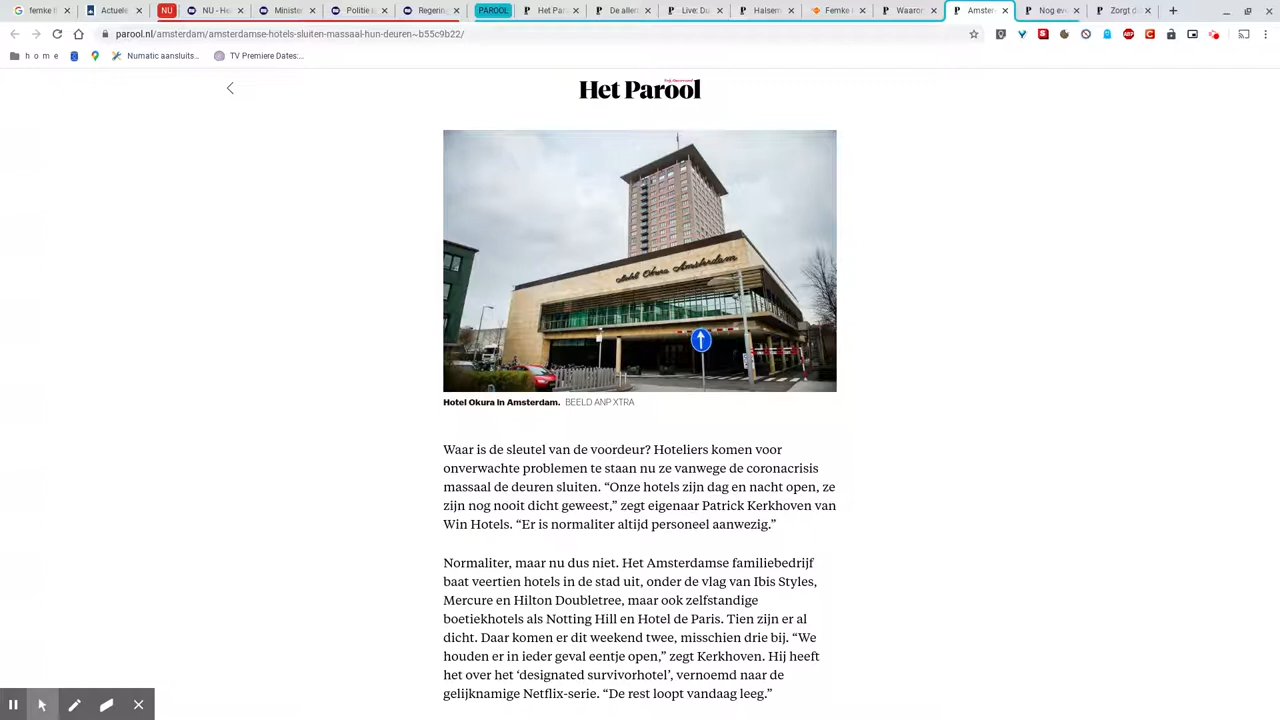 femke h
Actuele
NU
NU - He
Ministe
Politie i
Regering
PAROOL
Het Par
De allen
Live: Du
Halsem
Femke
Waaror
Amster
Nog eve
Zorgt d
parool.nl/amsterdam/amsterdamse-hotels-sluiten-massaal-hun-deuren~b55c9b22/
h o m e
Numatic aansluits...
TV Premiere Dates:...
Het Parool
Hotel Okura Amsterdam
Hotel Okura in Amsterdam. BEELD ANP XTRA
Waar is de sleutel van de voordeur? Hoteliers komen voor
onverwachte problemen te staan nu ze vanwege de coronacrisis
massaal de deuren sluiten. “Onze hotels zijn dag en nacht open, ze
zijn nog nooit dicht geweest,” zegt eigenaar Patrick Kerkhoven van
Win Hotels. “Er is normaliter altijd personeel aanwezig.”
Normaliter, maar nu dus niet. Het Amsterdamse familiebedrijf
baat veertien hotels in de stad uit, onder de vlag van Ibis Styles,
Mercure en Hilton Doubletree, maar ook zelfstandige
boetiekhotels als Notting Hill en Hotel de Paris. Tien zijn er al
dicht. Daar komen er dit weekend twee, misschien drie bij. “We
houden er in ieder geval eentje open,” zegt Kerkhoven. Hij heeft
het over het ‘designated survivorhotel’, vernoemd naar de
gelijknamige Netflix-serie. “De rest loopt vandaag leeg.”